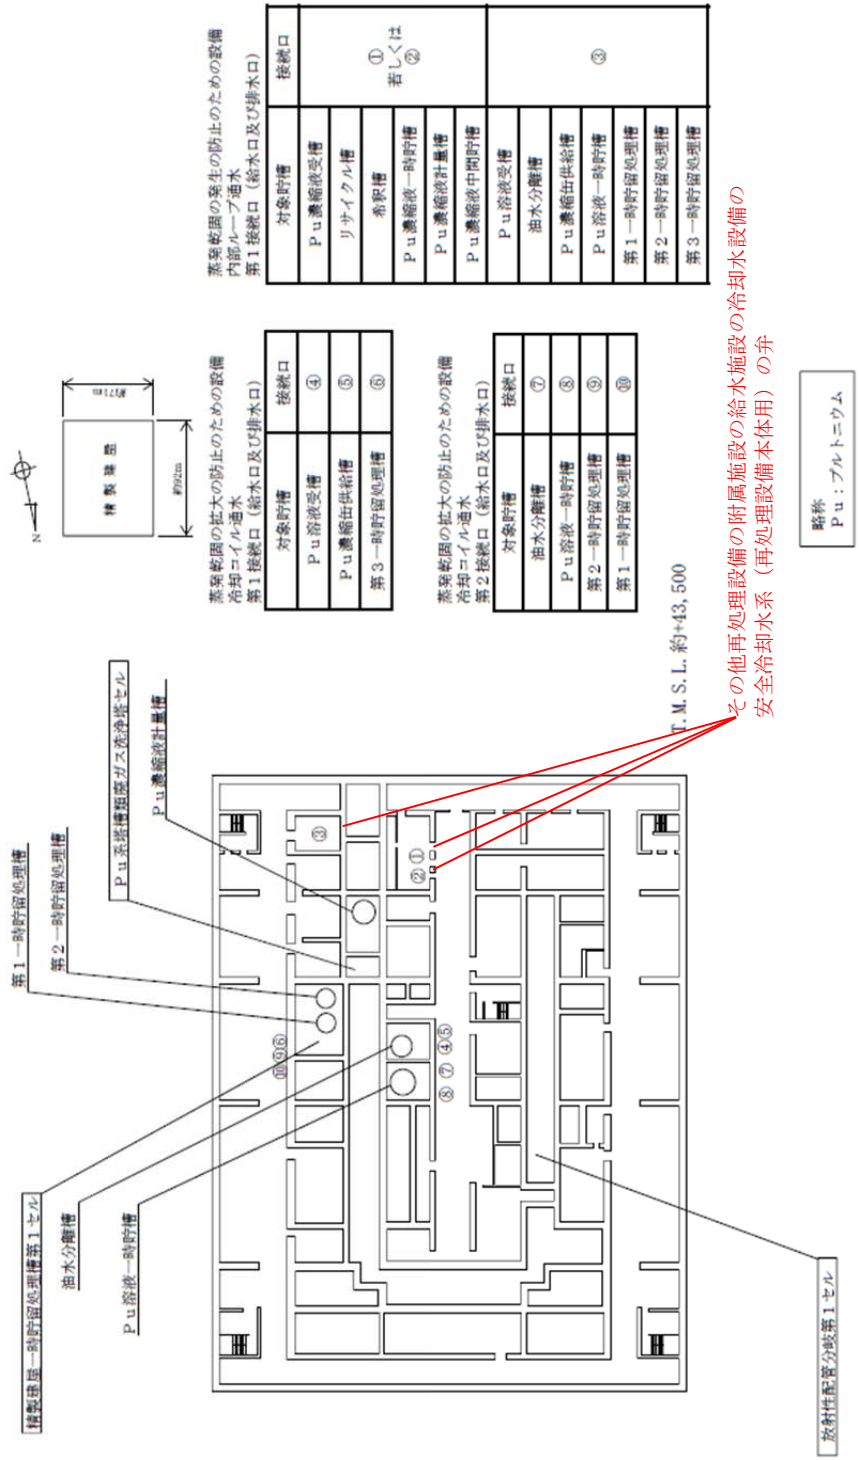 精製建屋一時貯留処理槽第1セル
油水分離槽
Pu溶液一時貯槽
第1一時貯留処理槽
第2一時貯留処理槽
Pu系塔槽類廃ガス洗浄塔セル
Pu濃縮液計量槽
放射性配管分岐第1セル
⑩⑨⑥
⑧ ⑦ ④⑤
② ①
③
T.M.S.L.約+43,500
N
精製建屋
約92m
約71m
蒸発乾固の拡大の防止のための設備
冷却コイル通水
第1接続口（給水口及び排水口）
対象貯槽 接続口
Pu溶液受槽 ④
Pu濃縮缶供給槽 ⑤
第3一時貯留処理槽 ⑥
蒸発乾固の拡大の防止のための設備
冷却コイル通水
第2接続口（給水口及び排水口）
対象貯槽 接続口
油水分離槽 ⑦
Pu溶液一時貯槽 ⑧
第2一時貯留処理槽 ⑨
第1一時貯留処理槽 ⑩
蒸発乾固の発生の防止のための設備
内部ループ通水
第1接続口（給水口及び排水口）
対象貯槽 接続口
Pu濃縮液受槽
リサイクル槽
希釈槽
Pu濃縮液一時貯槽
Pu濃縮液計量槽
Pu濃縮液中間貯槽
①
若しくは
②
Pu溶液受槽
油水分離槽
Pu濃縮缶供給槽
Pu溶液一時貯槽
第1一時貯留処理槽
第2一時貯留処理槽
第3一時貯留処理槽
③
その他再処理設備の附属施設の給水施設の冷却水設備の
安全冷却水系（再処理設備本体用）の弁
略称
Pu：プルトニウム